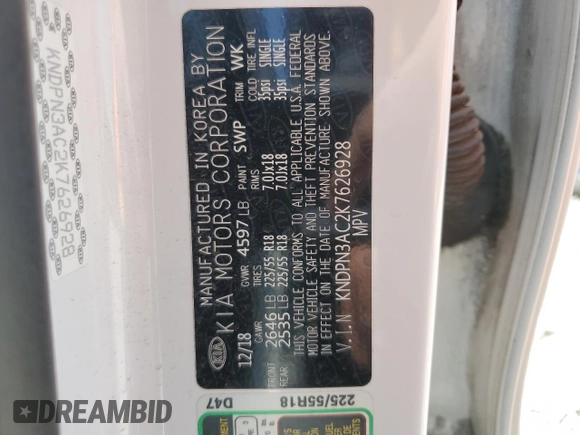 KNDPN3AC2K7626928
MANUFACTURED IN KOREA BY
KIA MOTORS CORPORATION
KIA
12/18 GVWR 4597 LB PAINT SWP TRIM WK
GAWR TIRES COLD TIRE INFL
FRONT 2646 LB 225/55 R18 7.0Jx18 35psi SINGLE
REAR 2535 LB 225/55 R18 7.0Jx18 35psi SINGLE
THIS VEHICLE CONFORMS TO ALL APPLICABLE U.S.A. FEDERAL
MOTOR VEHICLE SAFETY AND THEFT PREVENTION STANDARDS
IN EFFECT ON THE DATE OF MANUFACTURE SHOWN ABOVE.
V.I.N KNDPN3AC2K7626928
MPV
D47
225/55R18
AUTOBIDMASTER